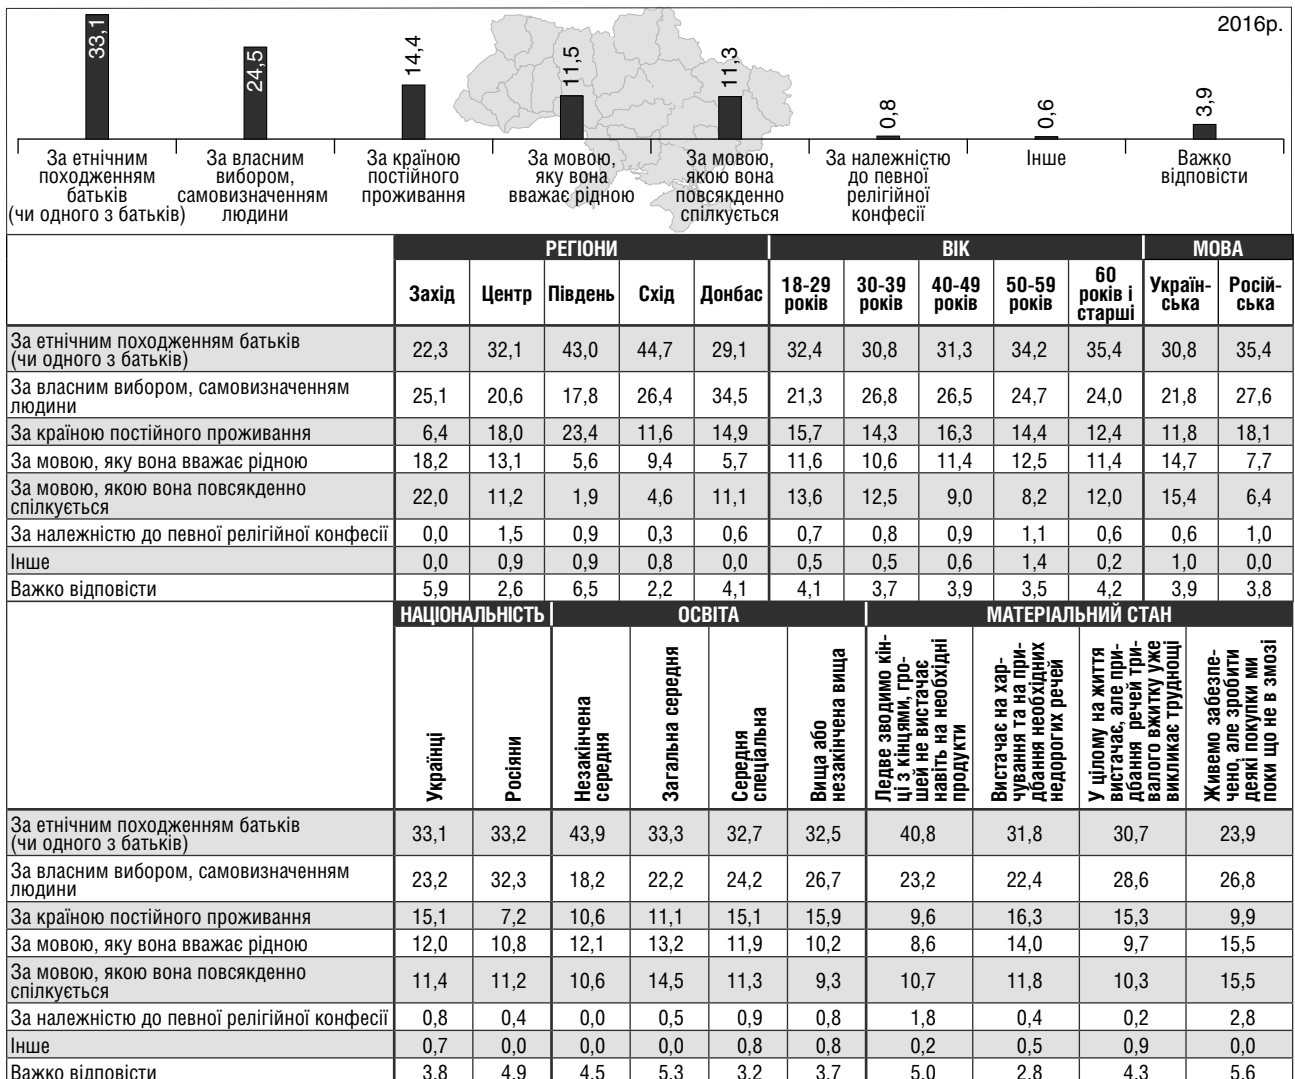 2016р.
33,1 24,5 14,4 11,5 11,3 0,8 0,6 3,9
За етнічним За власним За країною За мовою, За мовою, За належністю Інше Важко
походженням вибором, постійного яку вона якою вона до певної відповісти
батьків самовизначенням проживання вважає рідною повсякденно релігійної
(чи одного з батьків) людини спілкується конфесії
РЕГІОНИ ВІК МОВА
Захід Центр Південь Схід Донбас 18-29 років 30-39 років 40-49 років 50-59 років 60 років і старші Україн-ська Росій-ська
За етнічним походженням батьків
(чи одного з батьків) 22,3 32,1 43,0 44,7 29,1 32,4 30,8 31,3 34,2 35,4 30,8 35,4
За власним вибором, самовизначенням
людини 25,1 20,6 17,8 26,4 34,5 21,3 26,8 26,5 24,7 24,0 21,8 27,6
За країною постійного проживання 6,4 18,0 23,4 11,6 14,9 15,7 14,3 16,3 14,4 12,4 11,8 18,1
За мовою, яку вона вважає рідною 18,2 13,1 5,6 9,4 5,7 11,6 10,6 11,4 12,5 11,4 14,7 7,7
За мовою, якою вона повсякденно
спілкується 22,0 11,2 1,9 4,6 11,1 13,6 12,5 9,0 8,2 12,0 15,4 6,4
За належністю до певної релігійної конфесії 0,0 1,5 0,9 0,3 0,6 0,7 0,8 0,9 1,1 0,6 0,6 1,0
Інше 0,0 0,9 0,9 0,8 0,0 0,5 0,5 0,6 1,4 0,2 1,0 0,0
Важко відповісти 5,9 2,6 6,5 2,2 4,1 4,1 3,7 3,9 3,5 4,2 3,9 3,8
НАЦІОНАЛЬНІСТЬ ОСВІТА МАТЕРІАЛЬНИЙ СТАН
Українці
Росіяни
Незакінчена
середня
Загальна середня
Середня
спеціальна
Вища або
незакінчена вища
Ледве зводимо кін-
ці з кінцями, гро-
шей не вистачає
навіть на необхідні
продукти
Вистачає на хар-
чування та на при-
дбання необхідних
недорогих речей
У цілому на життя
вистачає, але при-
дбання речей три-
валого вжитку уже
викликає труднощі
Живемо забезпе-
чено, але зробити
деякі покупки ми
поки що не в змозі
За етнічним походженням батьків
(чи одного з батьків) 33,1 33,2 43,9 33,3 32,7 32,5 40,8 31,8 30,7 23,9
За власним вибором, самовизначенням
людини 23,2 32,3 18,2 22,2 24,2 26,7 23,2 22,4 28,6 26,8
За країною постійного проживання 15,1 7,2 10,6 11,1 15,1 15,9 9,6 16,3 15,3 9,9
За мовою, яку вона вважає рідною 12,0 10,8 12,1 13,2 11,9 10,2 8,6 14,0 9,7 15,5
За мовою, якою вона повсякденно
спілкується 11,4 11,2 10,6 14,5 11,3 9,3 10,7 11,8 10,3 15,5
За належністю до певної релігійної конфесії 0,8 0,4 0,0 0,5 0,9 0,8 1,8 0,4 0,2 2,8
Інше 0,7 0,0 0,0 0,0 0,8 0,8 0,2 0,5 0,9 0,0
Важко відповісти 3,8 4,9 4,5 5,3 3,2 3,7 5,0 2,8 4,3 5,6